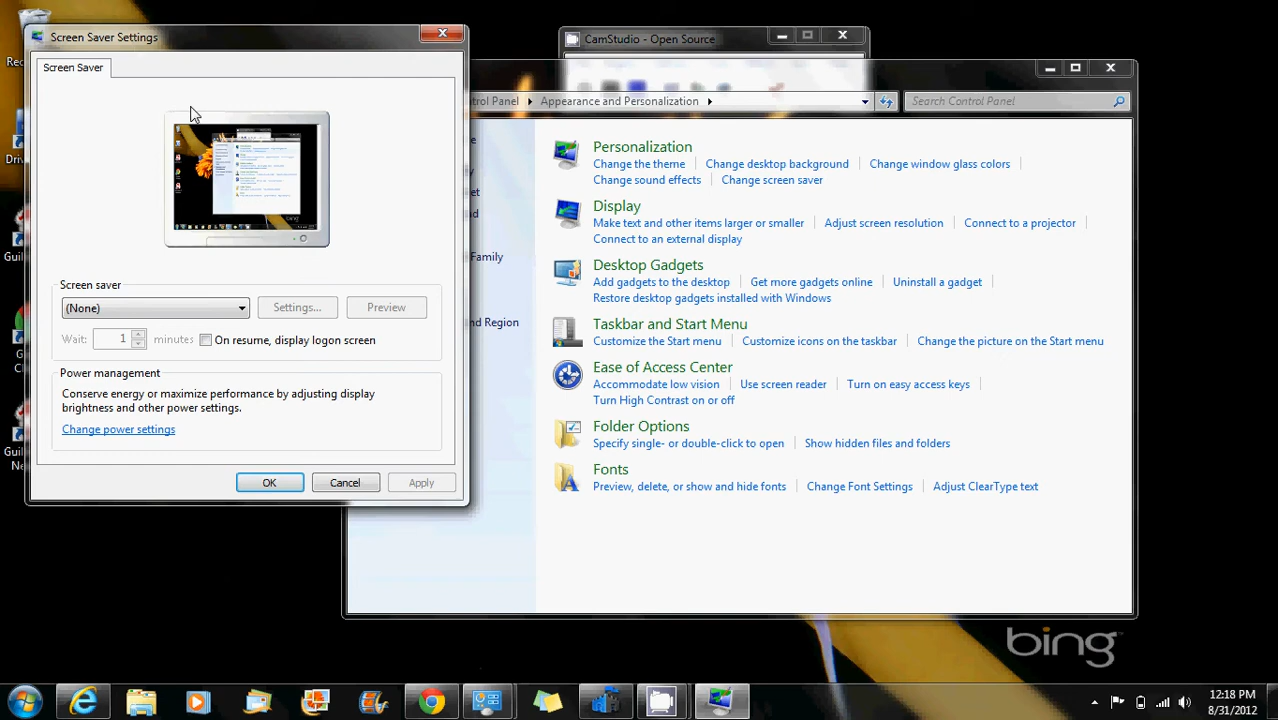 Rec
Driv
Guil
G
C
Guil
Ne
Screen Saver Settings
Screen Saver
Screen saver
(None)
Settings...
Preview
Wait:
1
minutes
On resume, display logon screen
Power management
Conserve energy or maximize performance by adjusting display
brightness and other power settings.
Change power settings
OK
Cancel
Apply
CamStudio - Open Source
trol Panel
Appearance and Personalization
Search Control Panel
et
d
Family
nd Region
Personalization
Change the theme
Change desktop background
Change window glass colors
Change sound effects
Change screen saver
Display
Make text and other items larger or smaller
Adjust screen resolution
Connect to a projector
Connect to an external display
Desktop Gadgets
Add gadgets to the desktop
Get more gadgets online
Uninstall a gadget
Restore desktop gadgets installed with Windows
Taskbar and Start Menu
Customize the Start menu
Customize icons on the taskbar
Change the picture on the Start menu
Ease of Access Center
Accommodate low vision
Use screen reader
Turn on easy access keys
Turn High Contrast on or off
Folder Options
Specify single- or double-click to open
Show hidden files and folders
Fonts
Preview, delete, or show and hide fonts
Change Font Settings
Adjust ClearType text
bing
12:18 PM
8/31/2012